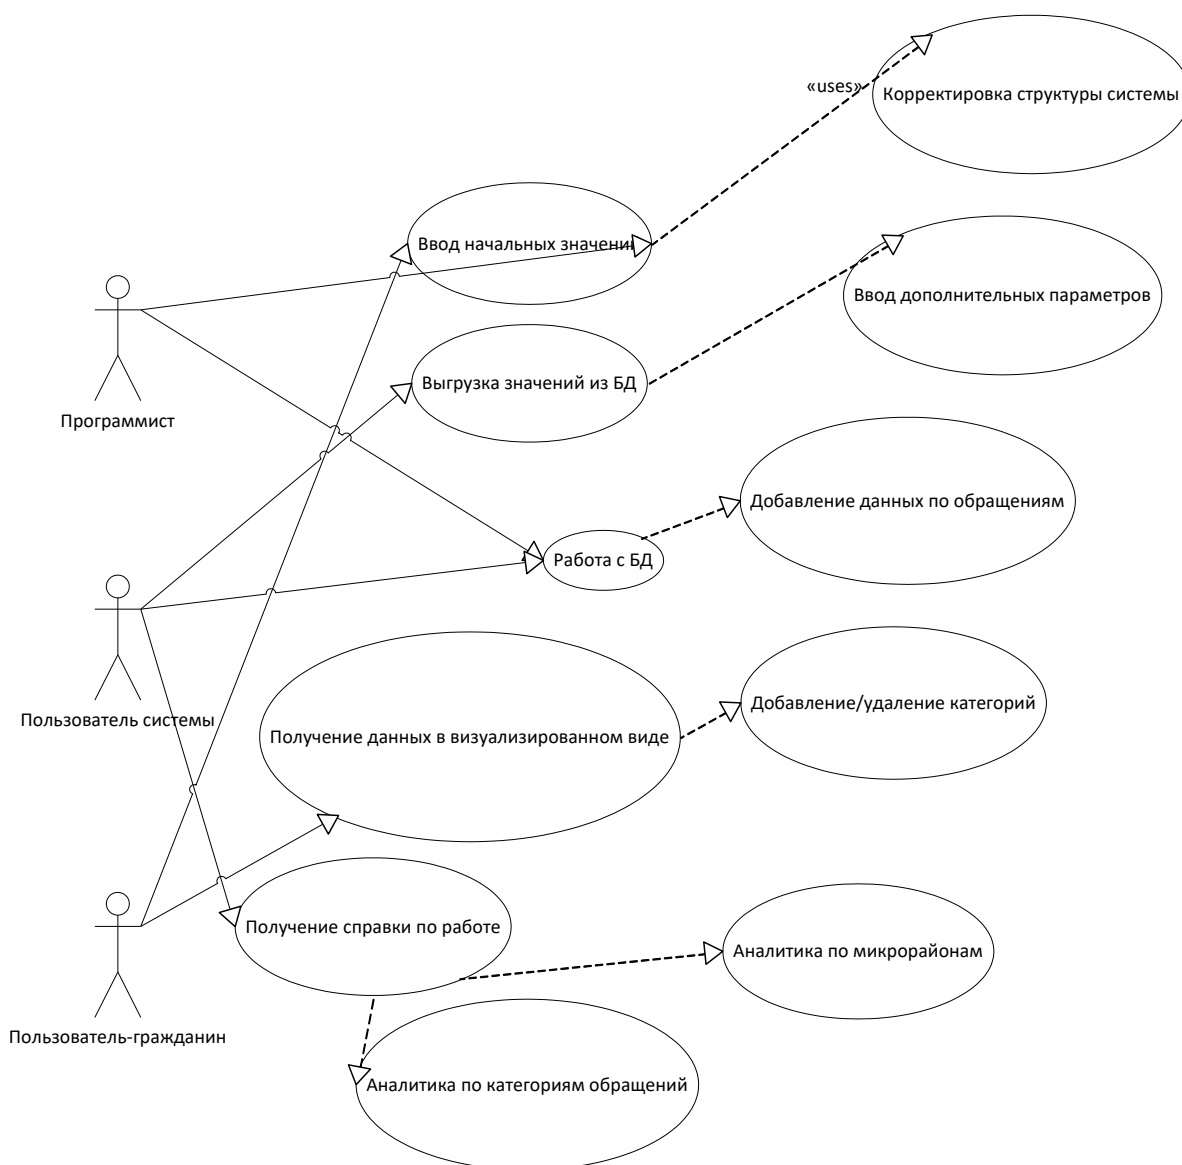 «uses»
Корректировка структуры системы
Ввод начальных значений
Ввод дополнительных параметров
Выгрузка значений из БД
Программист
Добавление данных по обращениям
Работа с БД
Пользователь системы
Добавление/удаление категорий
Получение данных в визуализированном виде
Получение справки по работе
Аналитика по микрорайонам
Пользователь-гражданин
Аналитика по категориям обращений